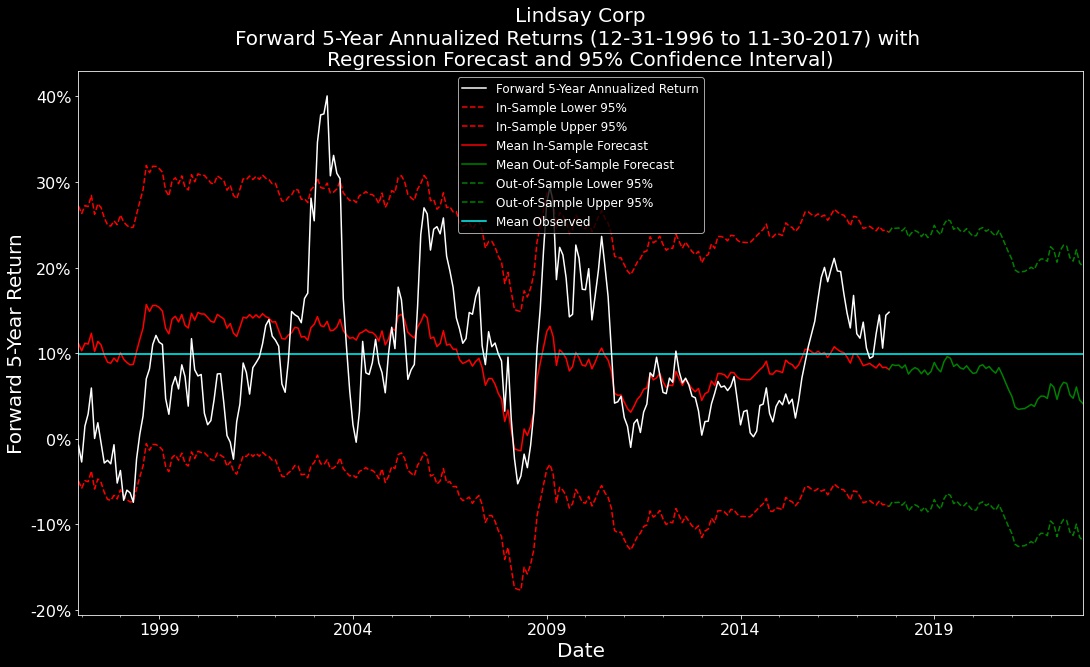 Lindsay Corp
Forward 5-Year Annualized Returns (12-31-1996 to 11-30-2017) with
Regression Forecast and 95% Confidence Interval)
Forward 5-Year Annualized Return
In-Sample Lower 95%
In-Sample Upper 95%
Mean In-Sample Forecast
Mean Out-of-Sample Forecast
Out-of-Sample Lower 95%
Out-of-Sample Upper 95%
Mean Observed
Forward 5-Year Return
40%
30%
20%
10%
0%
-10%
-20%
1999
2004
2009
2014
2019
Date